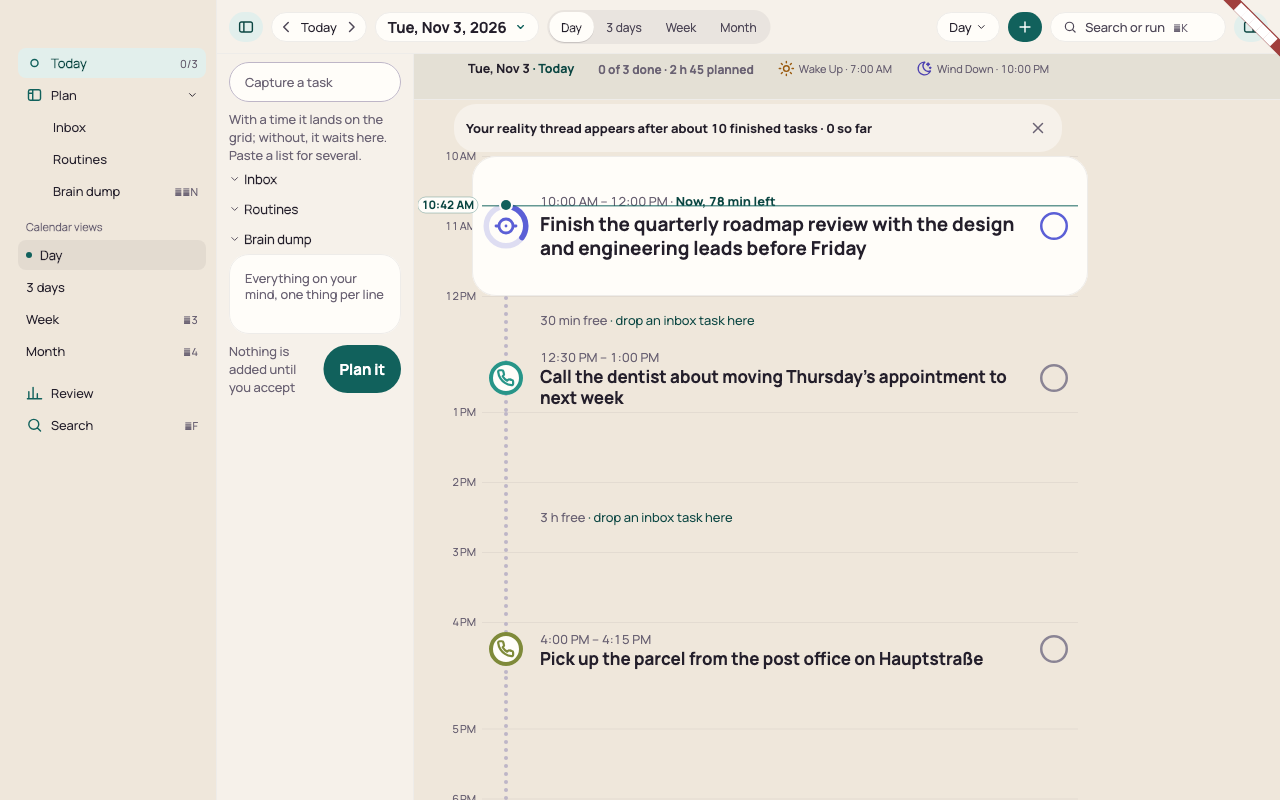 Today
0/3
Plan
Inbox
Routines
Brain dump
N
Calendar views
Day
3 days
Week
3
Month
4
Review
Search
F
Today
Tue, Nov 3, 2026
Day
3 days
Week
Month
Day
Search or run
K
Capture a task
With a time it lands on the
grid; without, it waits here.
Paste a list for several.
Inbox
Routines
Brain dump
Everything on your
mind, one thing per line
Nothing is
added until
you accept
Plan it
Tue, Nov 3 · Today
0 of 3 done · 2 h 45 planned
Wake Up · 7:00 AM
Wind Down · 10:00 PM
Your reality thread appears after about 10 finished tasks · 0 so far
10 AM
10:00 AM – 12:00 PM · Now, 78 min left
10:42 AM
11 AM
Finish the quarterly roadmap review with the design
and engineering leads before Friday
12 PM
30 min free · drop an inbox task here
12:30 PM – 1:00 PM
Call the dentist about moving Thursday's appointment to
next week
1 PM
2 PM
3 h free · drop an inbox task here
3 PM
4 PM
4:00 PM – 4:15 PM
Pick up the parcel from the post office on Hauptstraße
5 PM
6 PM